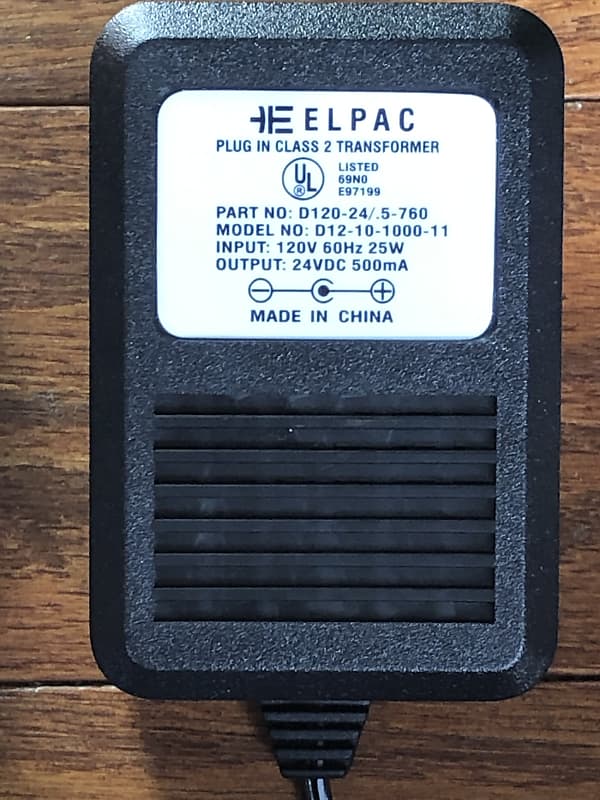 ELPAC
PLUG IN CLASS 2 TRANSFORMER
UL ®
LISTED
69N0
E97199
PART NO: D120-24/.5-760
MODEL NO: D12-10-1000-11
INPUT: 120V 60Hz 25W
OUTPUT: 24VDC 500mA
MADE IN CHINA